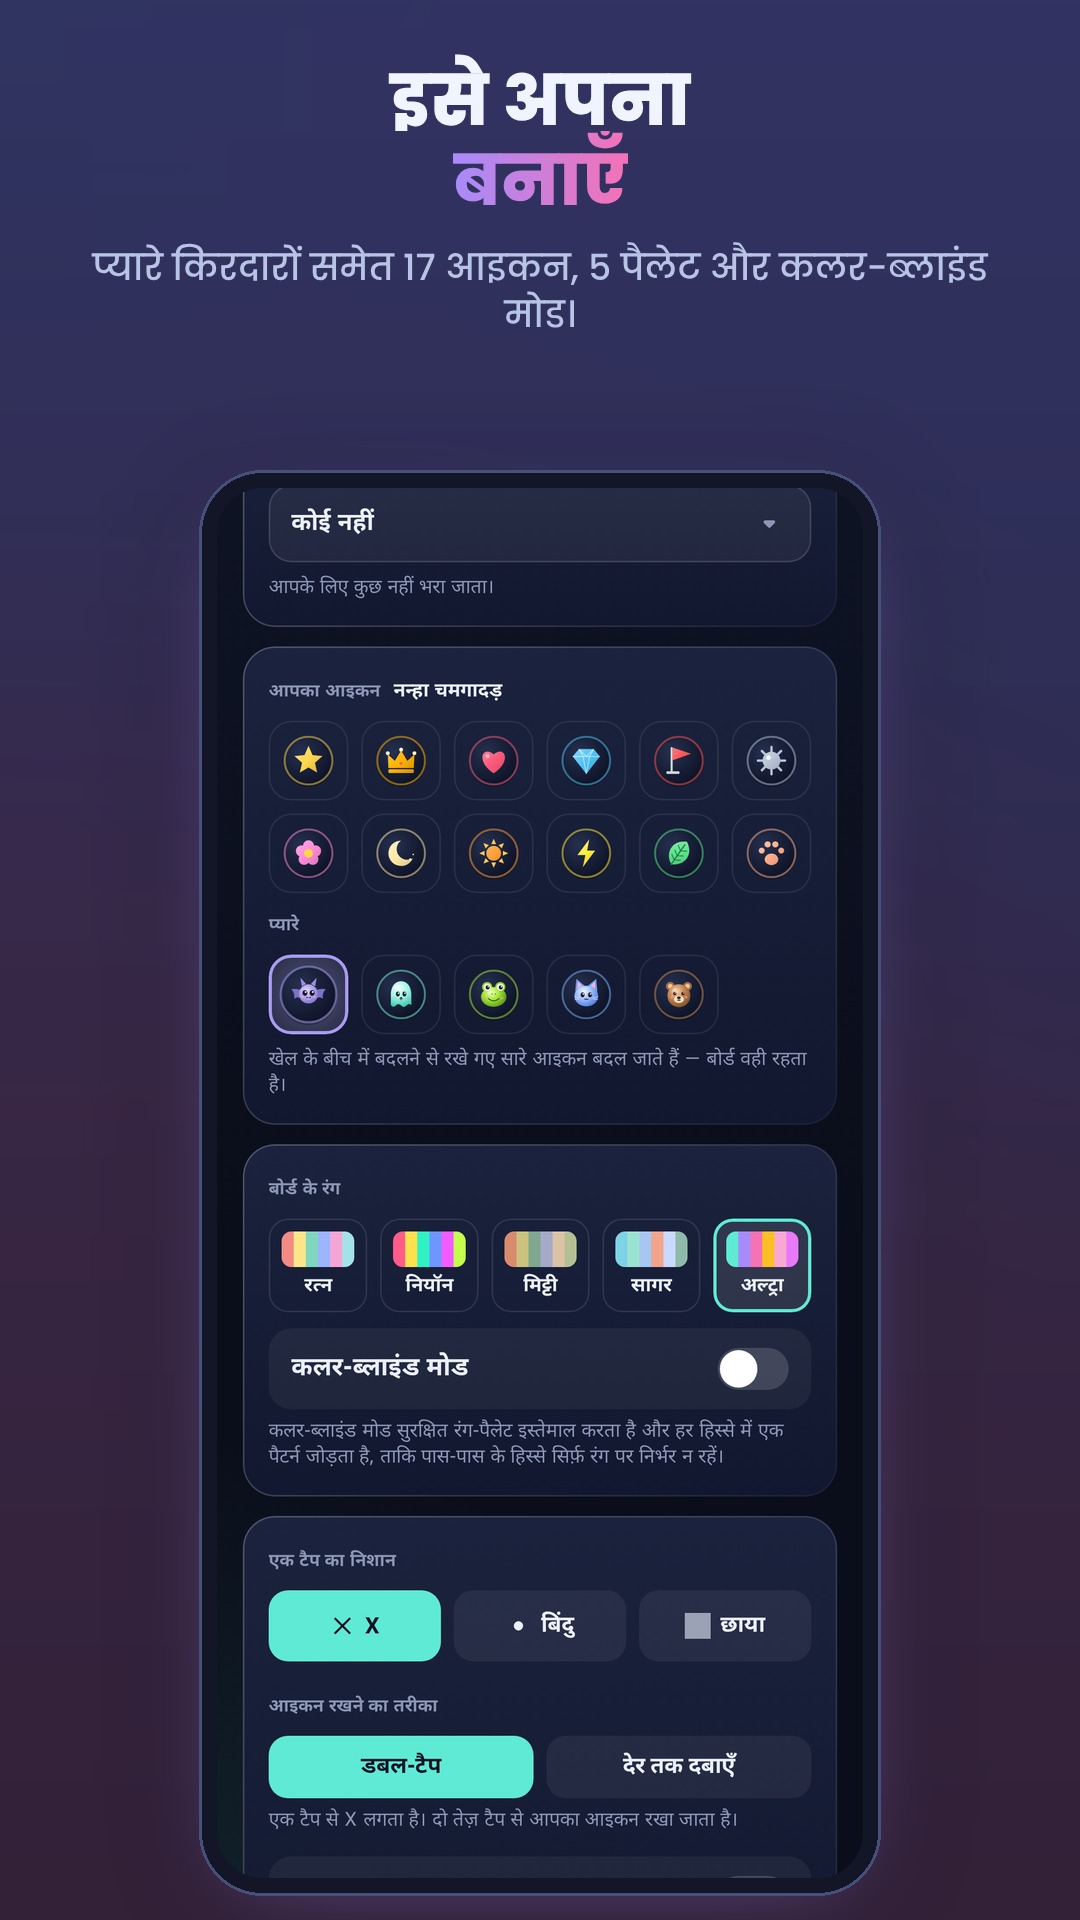 इसे अपना
बनाएँ
प्यारे किरदारों समेत 17 आइकन, 5 पैलेट और कलर-ब्लाइंड
मोड।
कोई नहीं
आपके लिए कुछ नहीं भरा जाता।
आपका आइकन नन्हा चमगादड़
प्यारे
खेल के बीच में बदलने से रखे गए सारे आइकन बदल जाते हैं — बोर्ड वही रहता
है।
बोर्ड के रंग
रत्न नियॉन मिट्टी सागर अल्ट्रा
कलर-ब्लाइंड मोड
कलर-ब्लाइंड मोड सुरक्षित रंग-पैलेट इस्तेमाल करता है और हर हिस्से में एक
पैटर्न जोड़ता है, ताकि पास-पास के हिस्से सिर्फ़ रंग पर निर्भर न रहें।
एक टैप का निशान
X बिंदु छाया
आइकन रखने का तरीका
डबल-टैप देर तक दबाएँ
एक टैप से X लगता है। दो तेज़ टैप से आपका आइकन रखा जाता है।